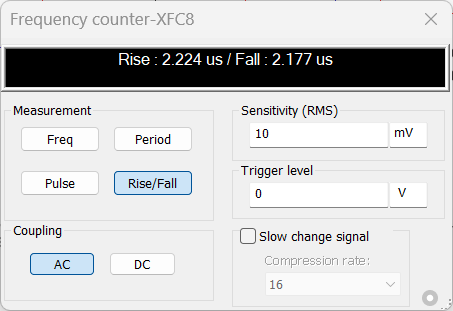 Frequency counter-XFC8
Rise : 2.224 us / Fall : 2.177 us
Measurement
Freq
Period
Pulse
Rise/Fall
Coupling
AC
DC
Sensitivity (RMS)
10 mV
Trigger level
0 V
Slow change signal
Compression rate:
16